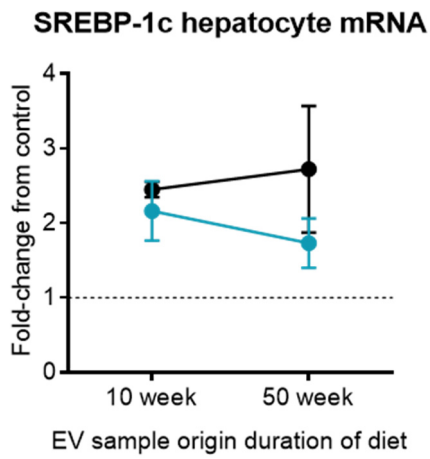 SREBP-1c hepatocyte mRNA
Fold-change from control
4
3
2
1
0
10 week
50 week
EV sample origin duration of diet